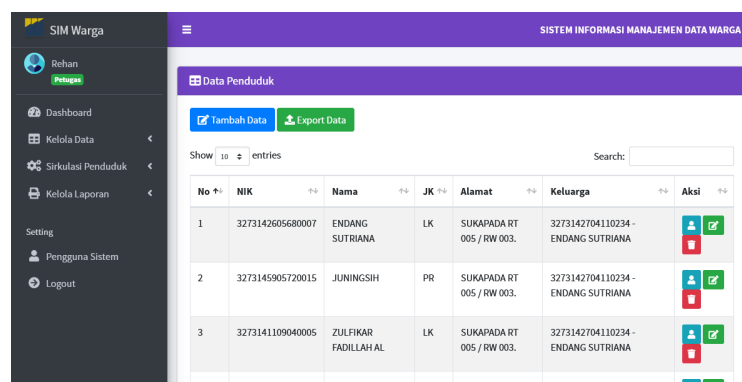 SIM Warga
SISTEM INFORMASI MANAJEMEN DATA WARGA
Rehan
Petugas
Dashboard
Kelola Data
Sirkulasi Penduduk
Kelola Laporan
Setting
Pengguna Sistem
Logout
Data Penduduk
Tambah Data
Export Data
Show 10 entries
Search:
No NIK Nama JK Alamat Keluarga Aksi
1 3273142605680007 ENDANG LK SUKAPADA RT 3273142704110234 -
SUTRIANA 005 / RW 003. ENDANG SUTRIANA
2 3273145905720015 JUNINGSIH PR SUKAPADA RT 3273142704110234 -
005 / RW 003. ENDANG SUTRIANA
3 3273141109040005 ZULFIKAR LK SUKAPADA RT 3273142704110234 -
FADILLAH AL 005 / RW 003. ENDANG SUTRIANA